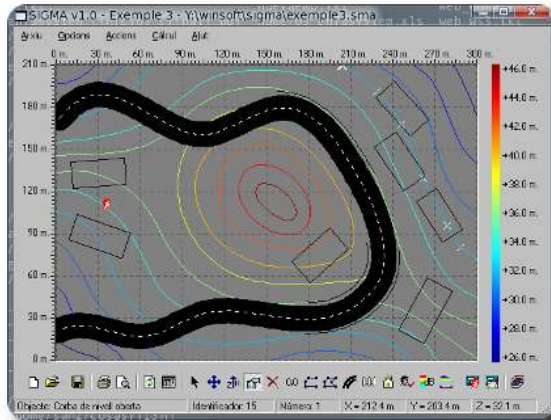 SIGMA v1.0 - Exemple 3 - Y:\winsoft\sigma\exemple3.sma
Arxiu Opcions Accions Càlcul Ajut
0 m. 30 m. 60 m. 90 m. 120 m. 150 m. 180 m. 210 m. 240 m. 270 m. 300 m.
210 m.
180 m.
150 m.
120 m.
90 m.
60 m.
30 m.
0 m.
+46.0 m.
+44.0 m.
+42.0 m.
+40.0 m.
+38.0 m.
+36.0 m.
+34.0 m.
+32.0 m.
+30.0 m.
+28.0 m.
+26.0 m.
Objecte: Corba de nivell oberta Identificador: 15 Número: 1 X = 212.4 m Y = 203.4 m Z = 32.1 m